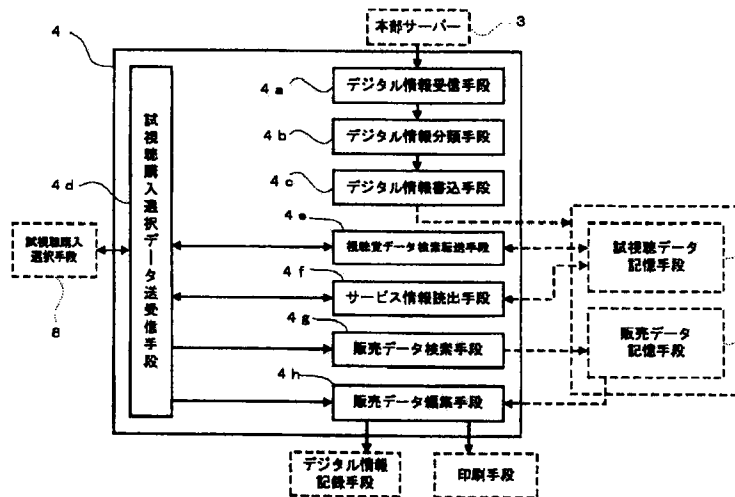 本部サーバー
3
4
4a
デジタル情報受信手段
4b
デジタル情報分類手段
4c
デジタル情報書込手段
4d
試視聴購入選択データ送受信手段
試視聴購入
選択手段
8
4e
視聴覚データ検索転送手段
4f
サービス情報読出手段
4g
販売データ検索手段
4h
販売データ編集手段
試視聴データ
記憶手段
販売データ
記憶手段
デジタル情報
記録手段
印刷手段